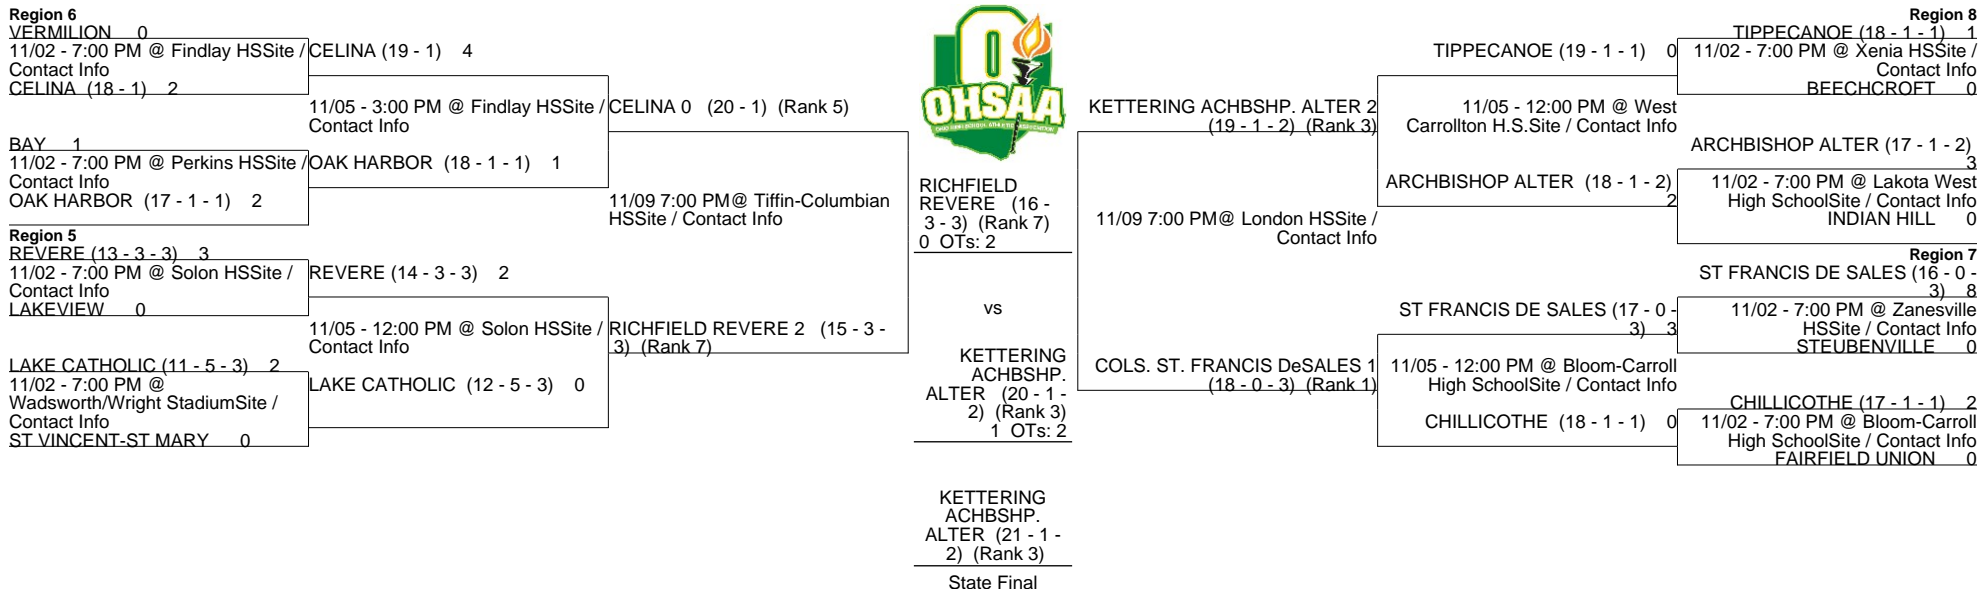 Region 6
VERMILION 0
11/02 - 7:00 PM @ Findlay HSSite /
Contact Info
CELINA (18 - 1) 2
BAY 1
11/02 - 7:00 PM @ Perkins HSSite /
Contact Info
OAK HARBOR (17 - 1 - 1) 2
Region 5
REVERE (13 - 3 - 3) 3
11/02 - 7:00 PM @ Solon HSSite /
Contact Info
LAKEVIEW 0
LAKE CATHOLIC (11 - 5 - 3) 2
11/02 - 7:00 PM @
Wadsworth/Wright StadiumSite /
Contact Info
ST VINCENT-ST MARY 0
CELINA (19 - 1) 4
11/05 - 3:00 PM @ Findlay HSSite /
Contact Info
OAK HARBOR (18 - 1 - 1) 1
REVERE (14 - 3 - 3) 2
11/05 - 12:00 PM @ Solon HSSite /
Contact Info
LAKE CATHOLIC (12 - 5 - 3) 0
CELINA 0 (20 - 1) (Rank 5)
11/09 7:00 PM@ Tiffin-Columbian
HSSite / Contact Info
RICHFIELD REVERE 2 (15 - 3 -
3) (Rank 7)
OHSAA
RICHFIELD
REVERE (16 -
3 - 3) (Rank 7)
0 OTs: 2
vs
KETTERING
ACHBSHP.
ALTER (20 - 1 -
2) (Rank 3)
1 OTs: 2
KETTERING
ACHBSHP.
ALTER (21 - 1 -
2) (Rank 3)
State Final
KETTERING ACHBSHP. ALTER 2
(19 - 1 - 2) (Rank 3)
11/09 7:00 PM@ London HSSite /
Contact Info
COLS. ST. FRANCIS DeSALES 1
(18 - 0 - 3) (Rank 1)
TIPPECANOE (19 - 1 - 1) 0
11/05 - 12:00 PM @ West
Carrollton H.S.Site / Contact Info
ARCHBISHOP ALTER (18 - 1 - 2)
2
ST FRANCIS DE SALES (17 - 0 -
3) 3
11/05 - 12:00 PM @ Bloom-Carroll
High SchoolSite / Contact Info
CHILLICOTHE (18 - 1 - 1) 0
Region 8
TIPPECANOE (18 - 1 - 1) 1
11/02 - 7:00 PM @ Xenia HSSite /
Contact Info
BEECHCROFT 0
ARCHBISHOP ALTER (17 - 1 - 2)
3
11/02 - 7:00 PM @ Lakota West
High SchoolSite / Contact Info
INDIAN HILL 0
Region 7
ST FRANCIS DE SALES (16 - 0 -
3) 8
11/02 - 7:00 PM @ Zanesville
HSSite / Contact Info
STEUBENVILLE 0
CHILLICOTHE (17 - 1 - 1) 2
11/02 - 7:00 PM @ Bloom-Carroll
High SchoolSite / Contact Info
FAIRFIELD UNION 0